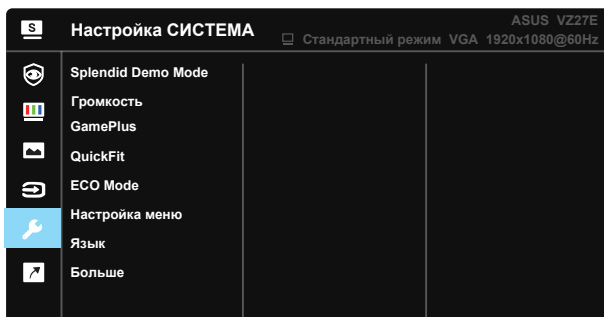 S
Настройка СИСТЕМА
ASUS VZ27E
Стандартный режим VGA 1920x1080@60Hz
Splendid Demo Mode
Громкость
GamePlus
QuickFit
ECO Mode
Настройка меню
Язык
Больше